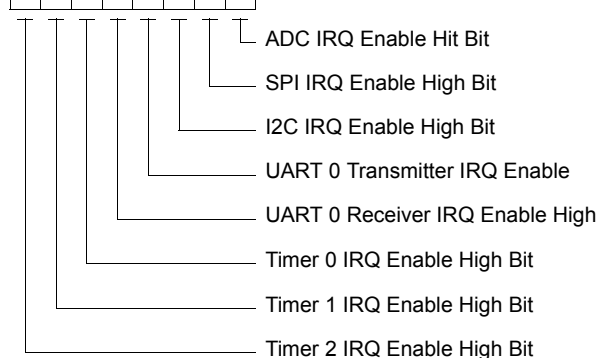 ADC IRQ Enable Hit Bit
SPI IRQ Enable High Bit
I2C IRQ Enable High Bit
UART 0 Transmitter IRQ Enable
UART 0 Receiver IRQ Enable High
Timer 0 IRQ Enable High Bit
Timer 1 IRQ Enable High Bit
Timer 2 IRQ Enable High Bit